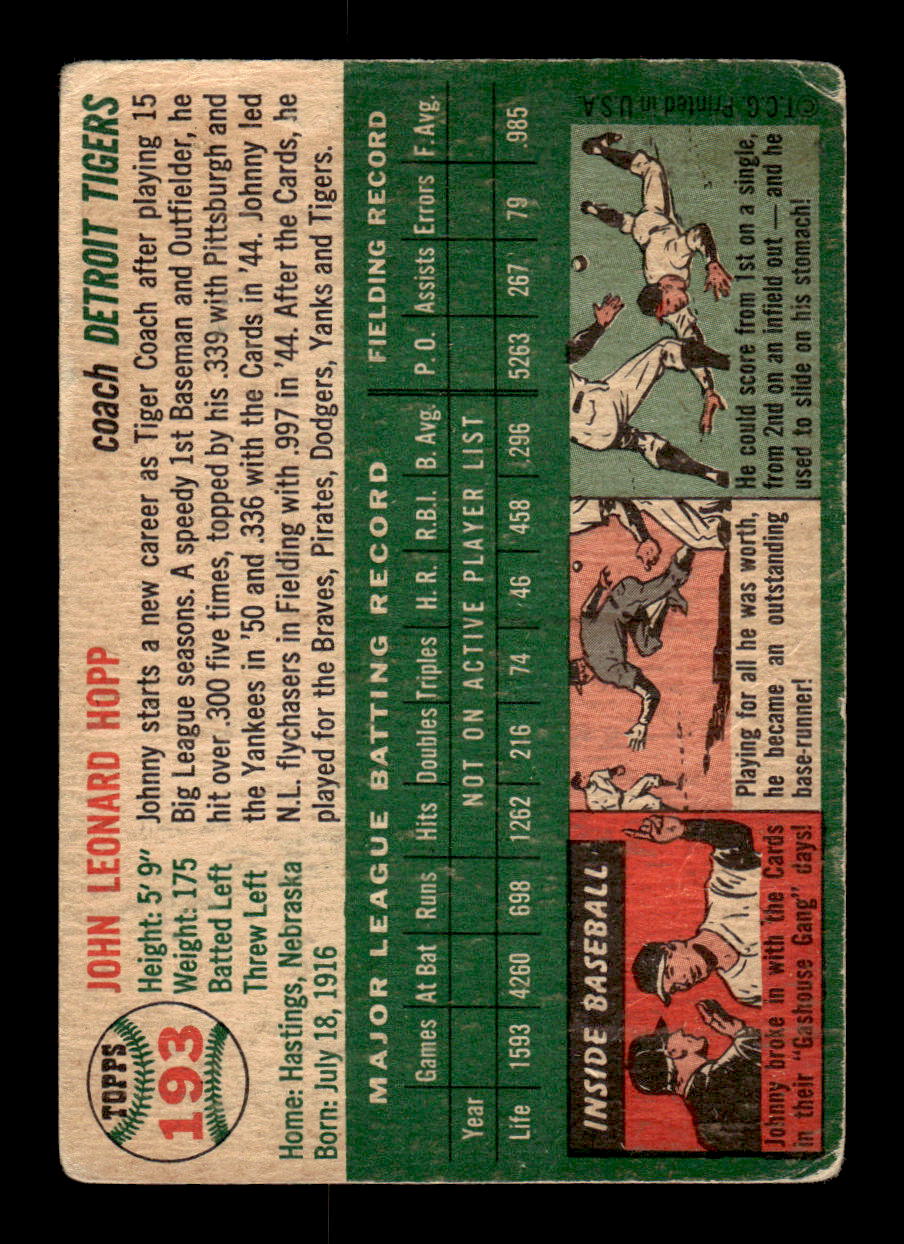 TOPPS
193
JOHN LEONARD HOPP
coach DETROIT TIGERS
Height: 5' 9"
Weight: 175
Batted Left
Threw Left
Home: Hastings, Nebraska
Born: July 18, 1916
Johnny starts a new career as Tiger Coach after playing 15
Big League seasons. A speedy 1st Baseman and Outfielder, he
hit over .300 five times, topped by his .339 with Pittsburgh and
the Yankees in '50 and .336 with the Cards in '44. Johnny led
N.L. flychasers in Fielding with .997 in '44. After the Cards, he
played for the Braves, Pirates, Dodgers, Yanks and Tigers.
MAJOR LEAGUE BATTING RECORD FIELDING RECORD
Games At Bat Runs Hits Doubles Triples H. R. R.B.I. B. Avg. P. O. Assists Errors F. Avg.
Year NOT ON ACTIVE PLAYER LIST
Life 1593 4260 698 1262 216 74 46 458 .296 5263 267 79 .985
INSIDE BASEBALL
Johnny broke in with the Cards
in their "Gashouse Gang" days!
Playing for all he was worth,
he became an outstanding
base-runner!
He could score from 1st on a single,
from 2nd on an infield out — and he
used to slide on his stomach!
©T.C.G. Printed in U.S.A.